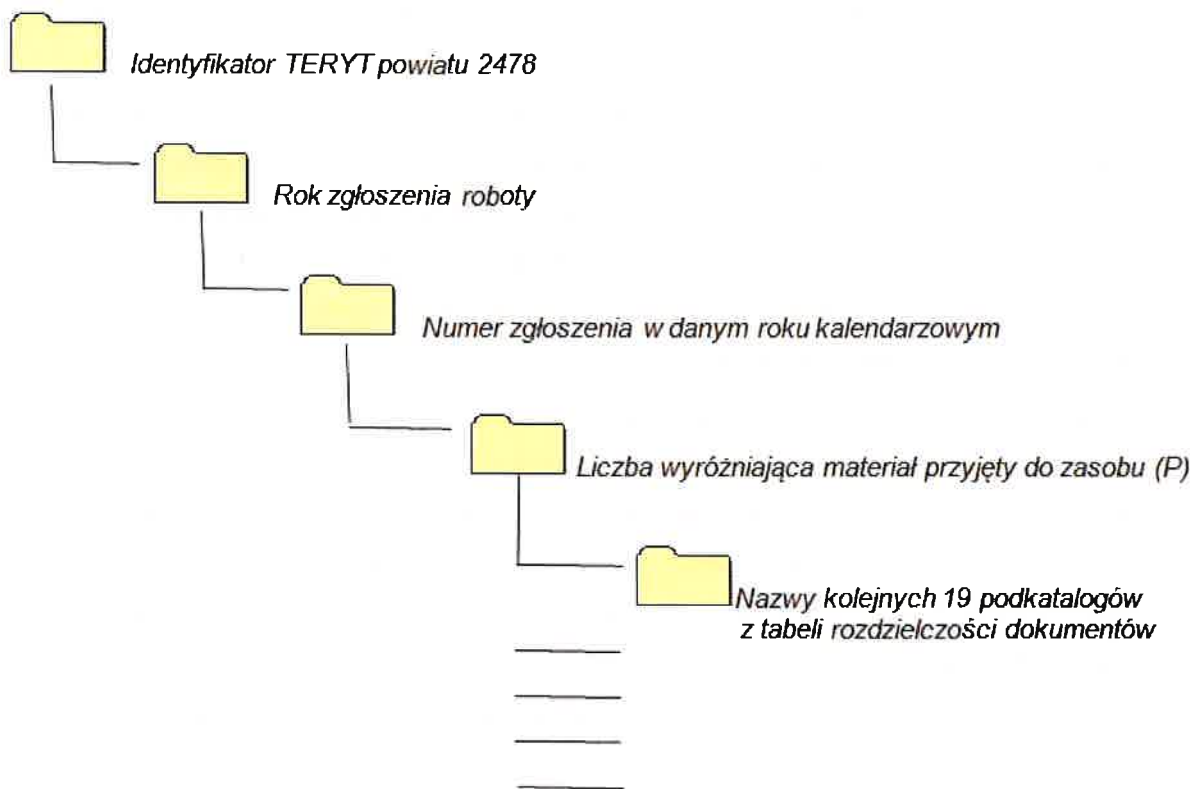 Identyfikator TERYT powiatu 2478
Rok zgłoszenia roboty
Numer zgłoszenia w danym roku kalendarzowym
Liczba wyróżniająca materiał przyjęty do zasobu (P)
Nazwy kolejnych 19 podkatalogów
z tabeli rozdzielczości dokumentów